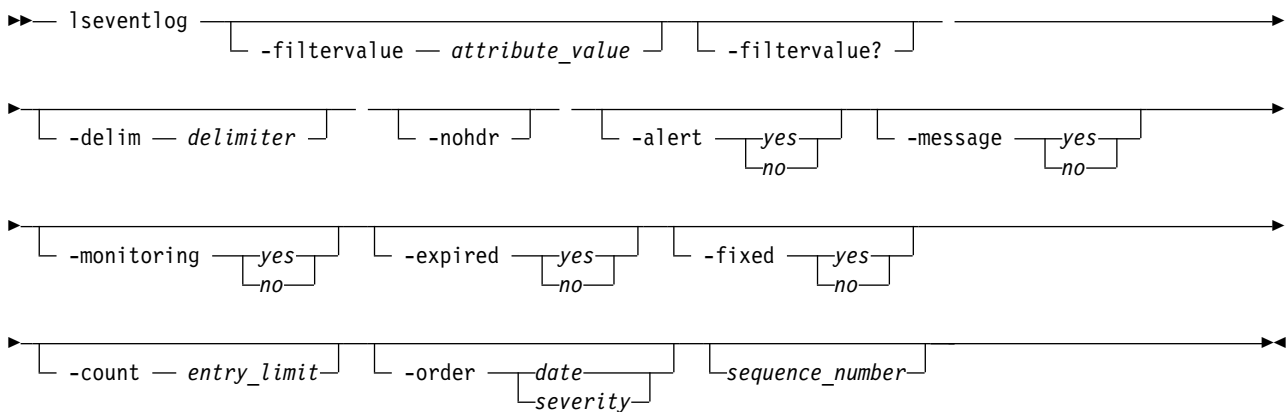 lseventlog -filtervalue attribute_value -filtervalue?
-delim delimiter -nohdr -alert yes no -message yes no
-monitoring yes no -expired yes no -fixed yes no
-count entry_limit -order date severity sequence_number